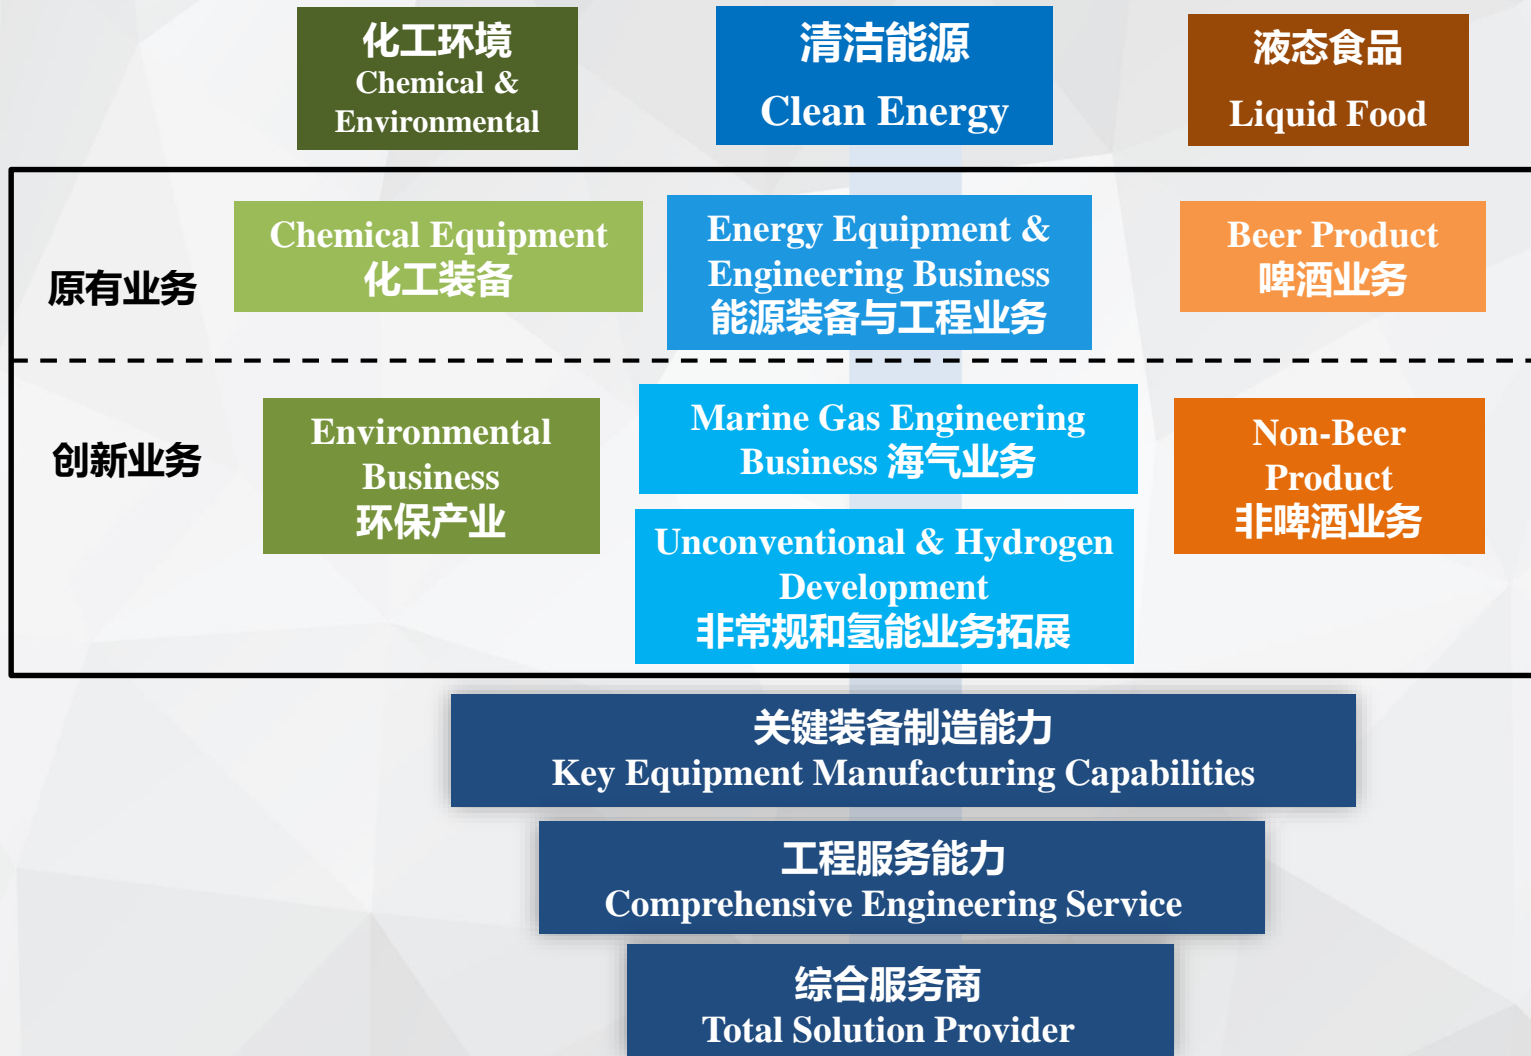 化工环境
Chemical &
Environmental
清洁能源
Clean Energy
液态食品
Liquid Food
原有业务
Chemical Equipment
化工装备
Energy Equipment &
Engineering Business
能源装备与工程业务
Beer Product
啤酒业务
创新业务
Environmental
Business
环保产业
Marine Gas Engineering
Business 海气业务
Unconventional & Hydrogen
Development
非常规和氢能业务拓展
Non-Beer
Product
非啤酒业务
关键装备制造能力
Key Equipment Manufacturing Capabilities
工程服务能力
Comprehensive Engineering Service
综合服务商
Total Solution Provider